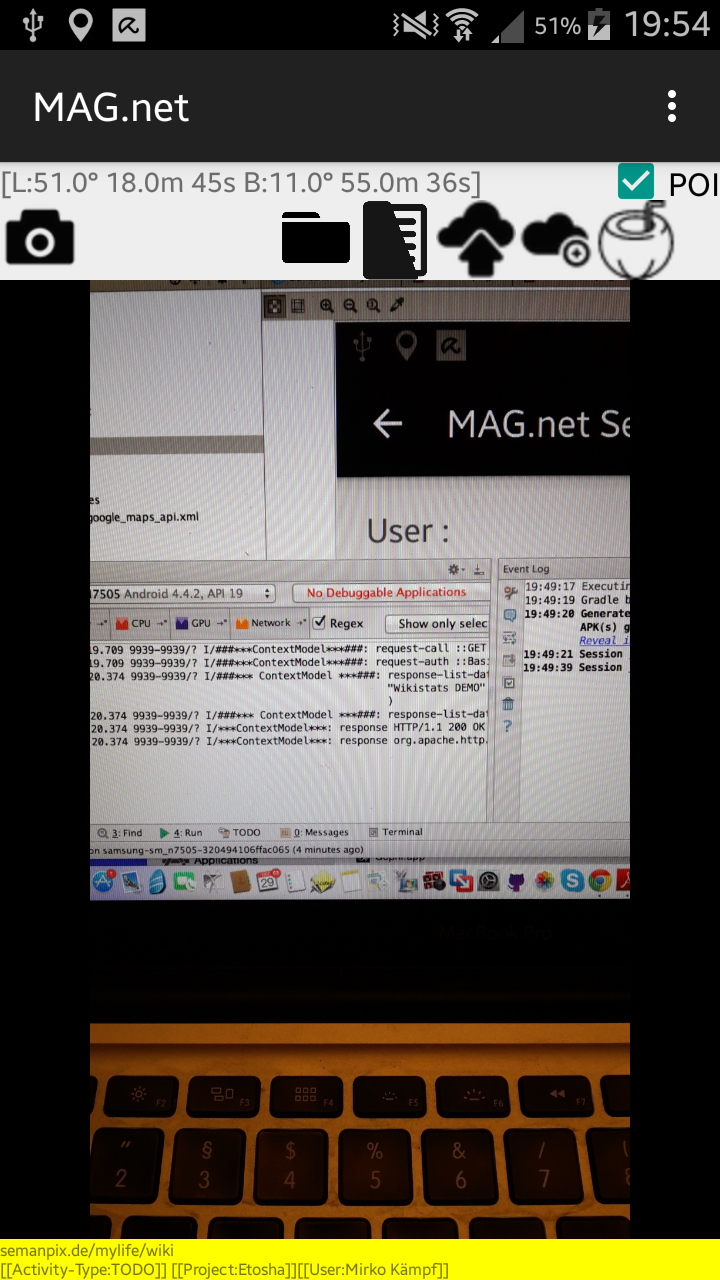 51% 19:54
MAG.net
[L:51.0° 18.0m 45s B:11.0° 55.0m 36s]
POI
MAG.net Se
User :
es
google_maps_api.xml
Event Log
7505 Android 4.4.2, API 19
No Debuggable Applications
CPU
GPU
Network
Regex
Show only selec
19.709 9939-9939/? I/###***ContextModel***###: request-call ::GET
19.709 9939-9939/? I/###***ContextModel***###: request-auth ::Bas
20.374 9939-9939/? I/###*** ContextModel ***###: response-list-dat
"Wikistats DEMO"
)
20.374 9939-9939/? I/###*** ContextModel ***###: response-list-dat
20.374 9939-9939/? I/***ContextModel***: response HTTP/1.1 200 OK
20.374 9939-9939/? I/***ContextModel***: response org.apache.http.
19:49:17 Executin
19:49:19 Gradle b
19:49:20 Generate
APK(s) g
Reveal i
19:49:21 Session
19:49:39 Session
?
3: Find
4: Run
TODO
0: Messages
Terminal
on samsung-sm_n7505-320494106ffac065 (4 minutes ago)
Applications
29
MacBook Pro
F2 F3 F4 F5 F6 F7
" § $ % & / (
2 3 4 5 6 7 8
semanpix.de/mylife/wiki
[[Activity-Type:TODO]] [[Project:Etosha]][[User:Mirko Kämpf]]